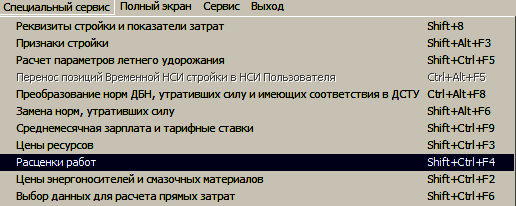 Специальный сервис Полный экран Сервис Выход
Реквизиты стройки и показатели затрат Shift+8
Признаки стройки Shift+Alt+F3
Расчет параметров летнего удорожания Shift+Ctrl+F5
Перенос позиций Временной НСИ стройки в НСИ Пользователя Ctrl+Alt+F5
Преобразование норм ДБН, утративших силу и имеющих соответствия в ДСТУ Ctrl+Alt+F8
Замена норм, утративших силу Shift+Alt+F6
Среднемесячная зарплата и тарифные ставки Shift+Ctrl+F9
Цены ресурсов Shift+Ctrl+F3
Расценки работ Shift+Ctrl+F4
Цены энергоносителей и смазочных материалов Shift+Ctrl+F2
Выбор данных для расчета прямых затрат Shift+Ctrl+F6